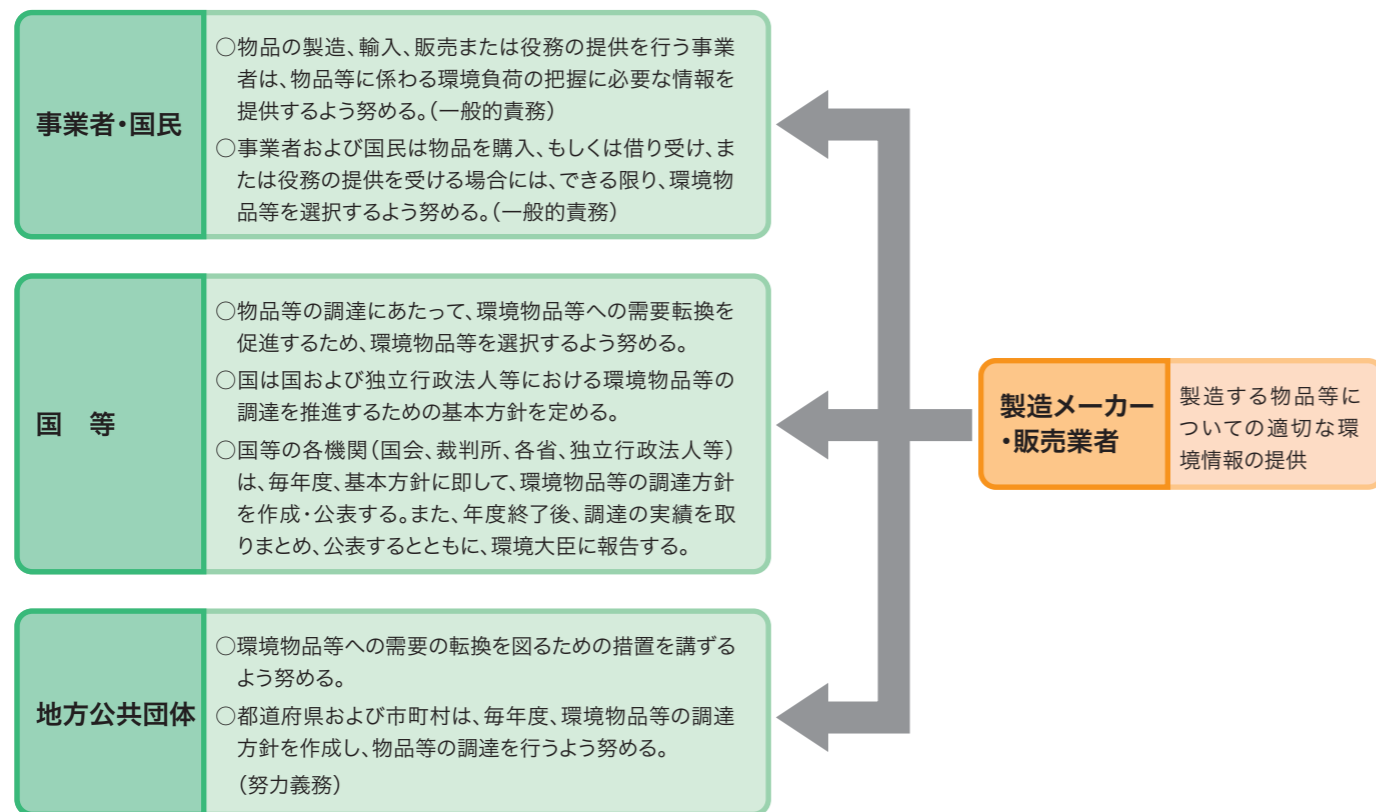 事業者・国民
○物品の製造、輸入、販売または役務の提供を行う事業
者は、物品等に係わる環境負荷の把握に必要な情報を
提供するよう努める。(一般的責務)
○事業者および国民は物品を購入、もしくは借り受け、ま
たは役務の提供を受ける場合には、できる限り、環境物
品等を選択するよう努める。(一般的責務)
国　等
○物品等の調達にあたって、環境物品等への需要転換を
促進するため、環境物品等を選択するよう努める。
○国は国および独立行政法人等における環境物品等の
調達を推進するための基本方針を定める。
○国等の各機関(国会、裁判所、各省、独立行政法人等)
は、毎年度、基本方針に即して、環境物品等の調達方針
を作成・公表する。また、年度終了後、調達の実績を取
りまとめ、公表するとともに、環境大臣に報告する。
地方公共団体
○環境物品等への需要の転換を図るための措置を講ずる
よう努める。
○都道府県および市町村は、毎年度、環境物品等の調達
方針を作成し、物品等の調達を行うよう努める。
(努力義務)
製造メーカー
・販売業者
製造する物品等に
ついての適切な環
境情報の提供